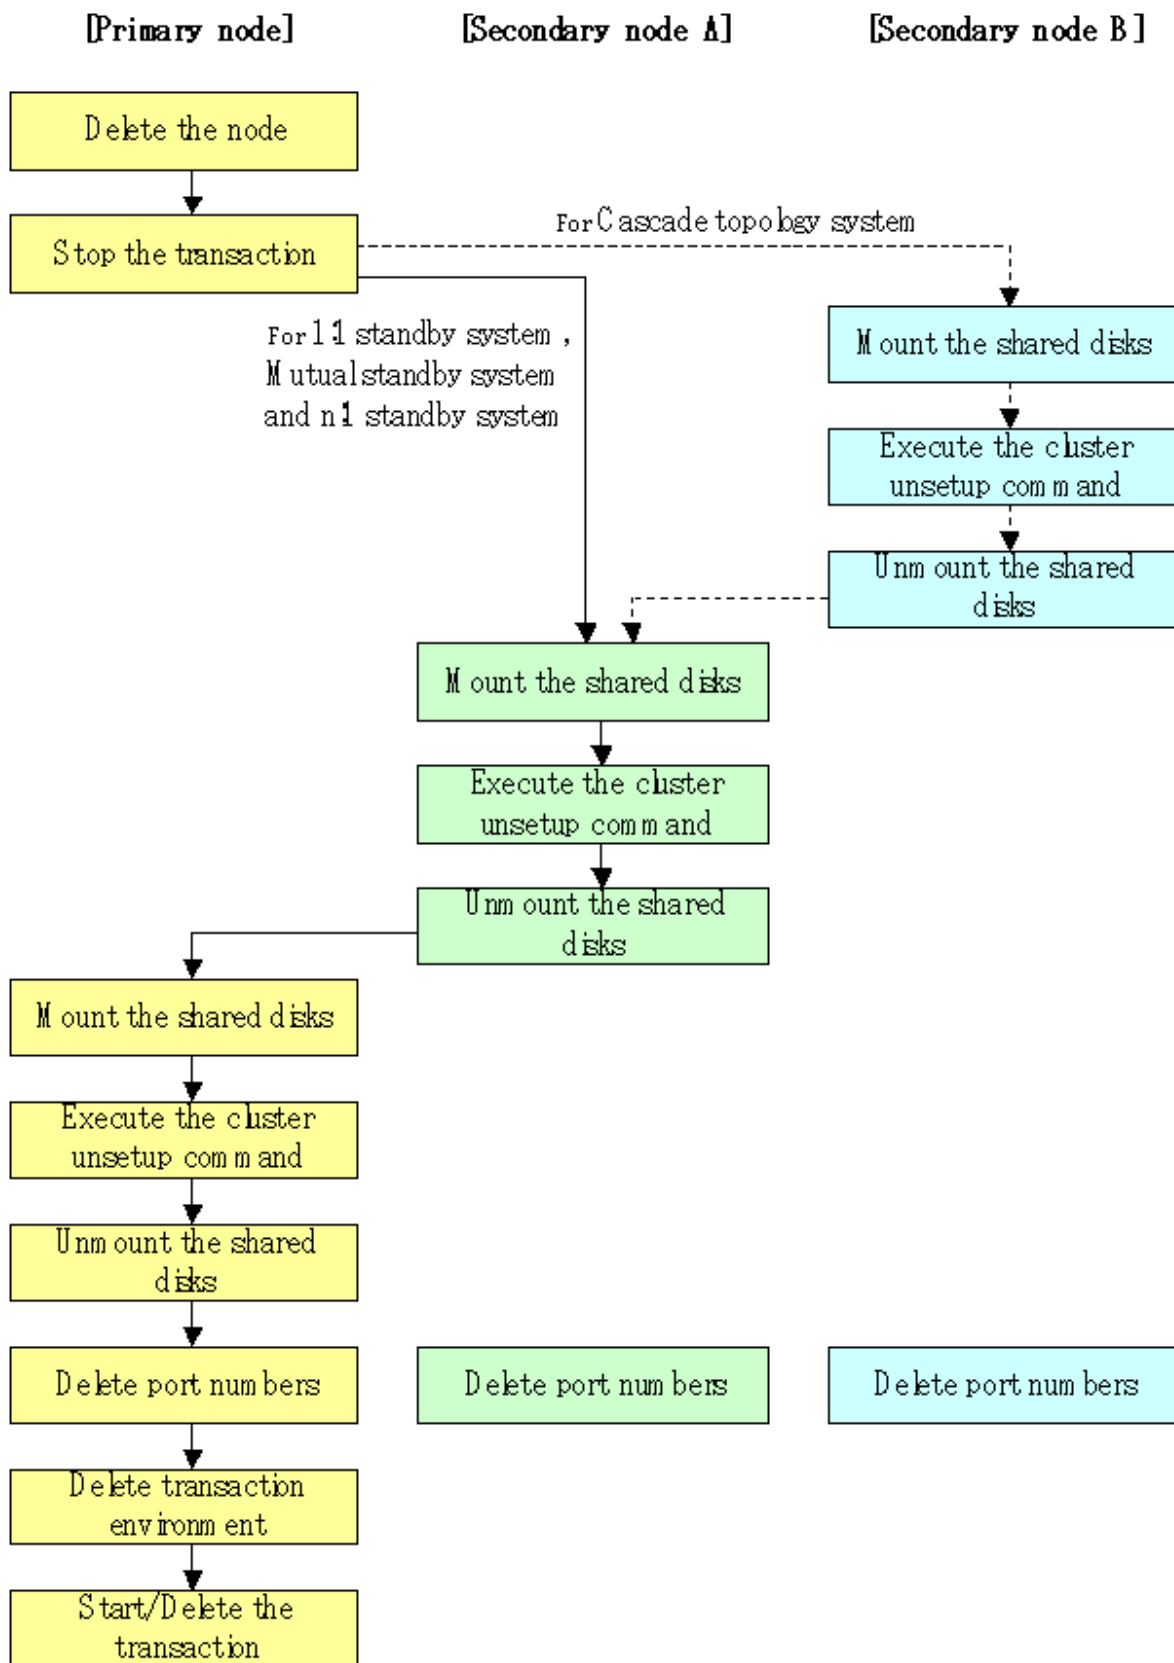 [Primary node] [Secondary node A] [Secondary node B]
Delete the node
Stop the transaction
For Cascade topology system
For 1:1 standby system,
Mutual standby system
and n:1 standby system
Mount the shared disks
Execute the cluster
unsetup command
Unmount the shared
disks
Mount the shared disks
Execute the cluster
unsetup command
Unmount the shared
disks
Mount the shared disks
Execute the cluster
unsetup command
Unmount the shared
disks
Delete port numbers Delete port numbers Delete port numbers
Delete transaction
environment
Start/Delete the
transaction